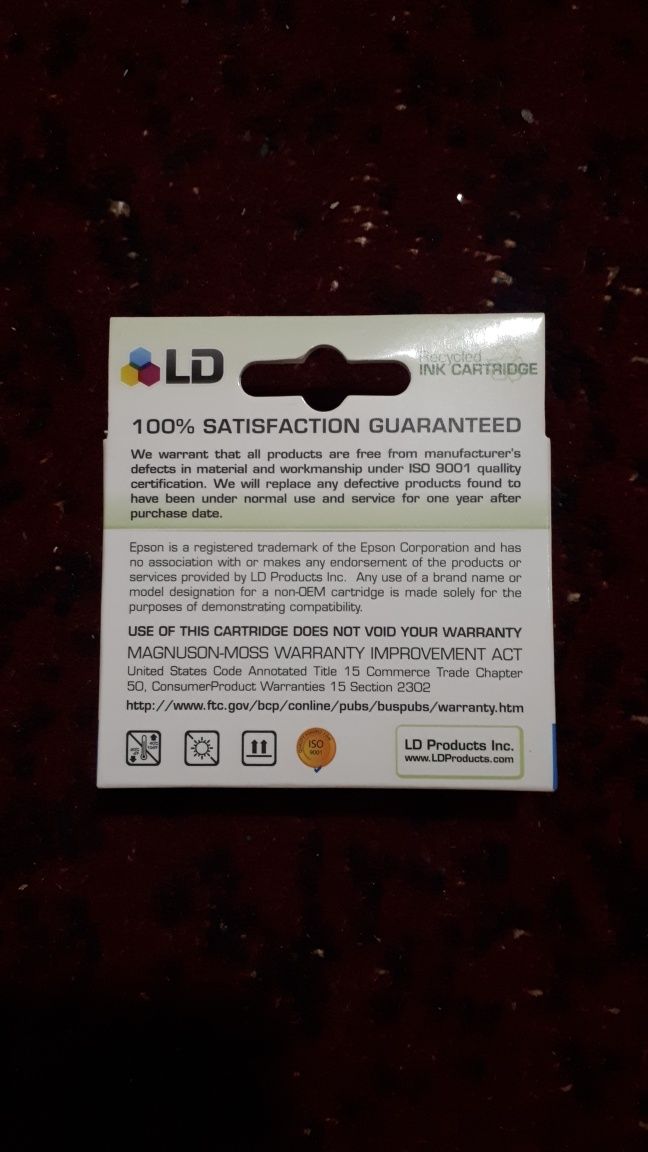 LD
Recycled
INK CARTRIDGE
100% SATISFACTION GUARANTEED
We warrant that all products are free from manufacturer's
defects in material and workmanship under ISO 9001 quallity
certification. We will replace any defective products found to
have been under normal use and service for one year after
purchase date.
Epson is a registered trademark of the Epson Corporation and has
no association with or makes any endorsement of the products or
services provided by LD Products Inc. Any use of a brand name or
model designation for a non-OEM cartridge is made solely for the
purposes of demonstrating compatibility.
USE OF THIS CARTRIDGE DOES NOT VOID YOUR WARRANTY
MAGNUSON-MOSS WARRANTY IMPROVEMENT ACT
United States Code Annotated Title 15 Commerce Trade Chapter
50, ConsumerProduct Warranties 15 Section 2302
http://www.ftc.gov/bcp/conline/pubs/buspubs/warranty.htm
ISO
9001
LD Products Inc.
www.LDProducts.com